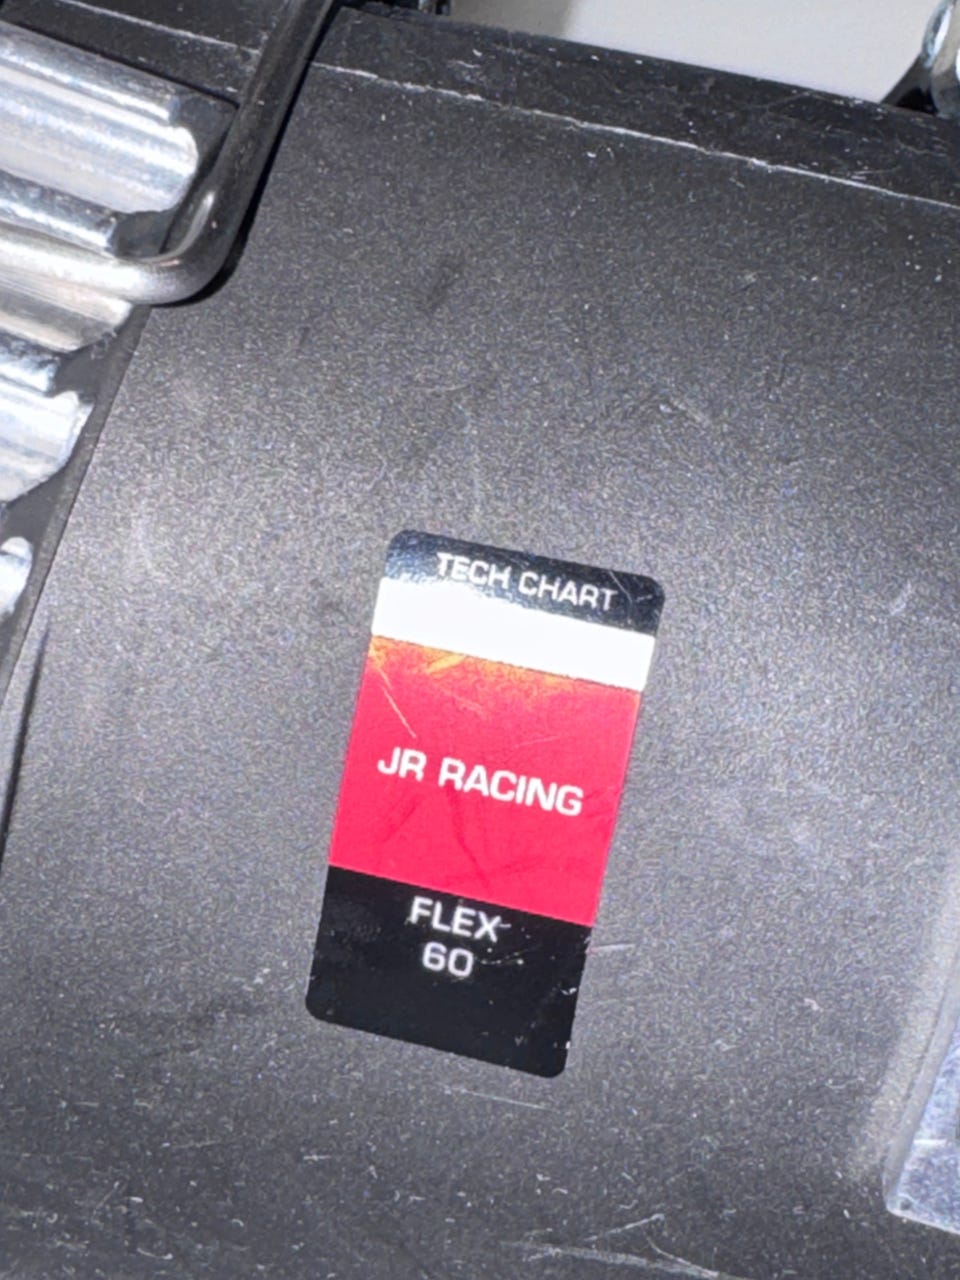 TECH CHART
JR RACING
FLEX
60